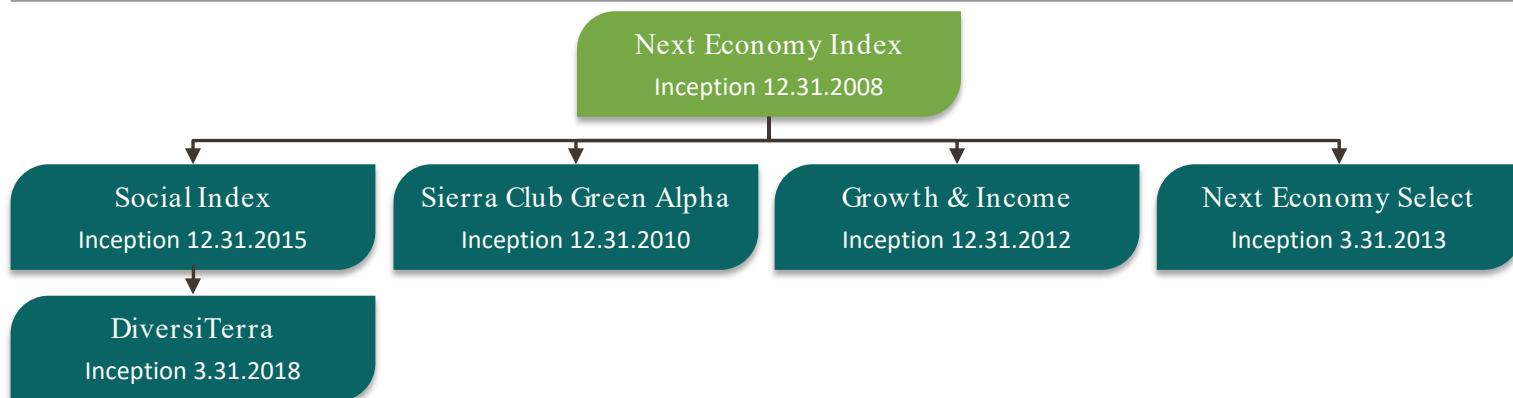 Next Economy Index
Inception 12.31.2008
Social Index
Inception 12.31.2015
Sierra Club Green Alpha
Inception 12.31.2010
Growth & Income
Inception 12.31.2012
Next Economy Select
Inception 3.31.2013
DiversiTerra
Inception 3.31.2018